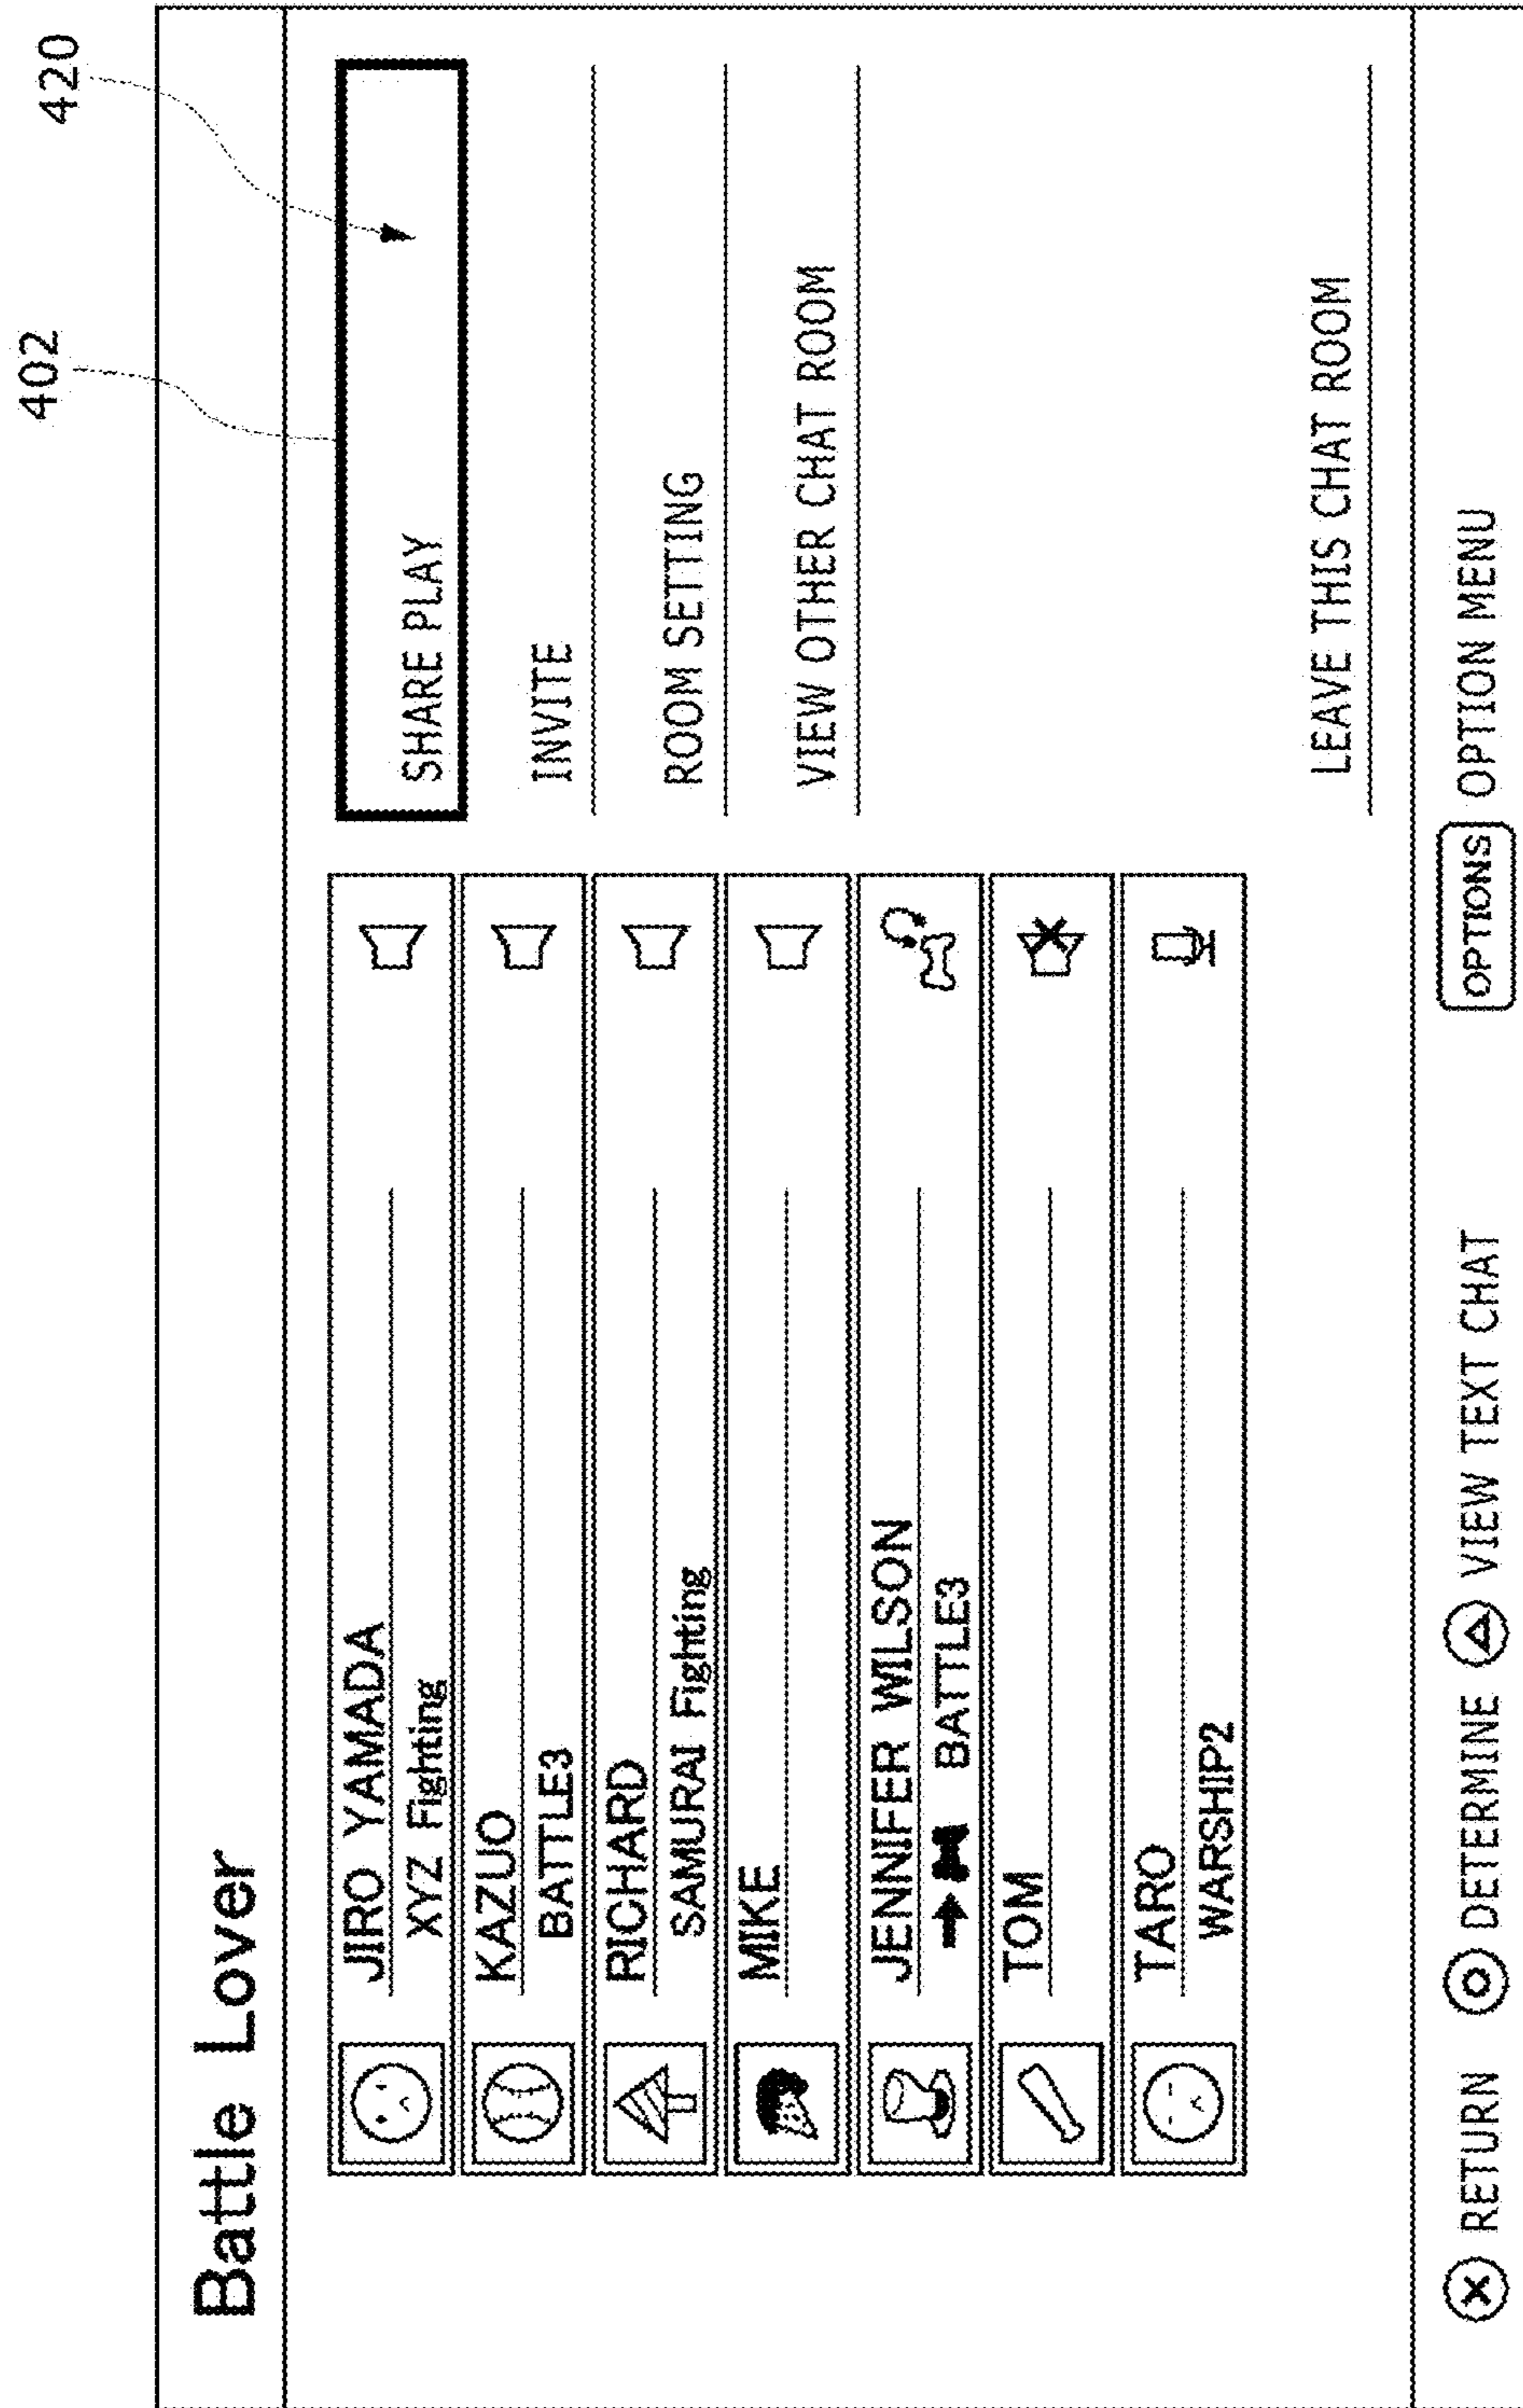 402
420
Battle Lover
JIRO YAMADA
XYZ Fighting
KAZUO
BATTLE3
RICHARD
SAMURAI Fighting
MIKE
JENNIFER WILSON
BATTLE3
TOM
TARO
WARSHIP2
SHARE PLAY
INVITE
ROOM SETTING
VIEW OTHER CHAT ROOM
LEAVE THIS CHAT ROOM
RETURN DETERMINE VIEW TEXT CHAT OPTIONS OPTION MENU